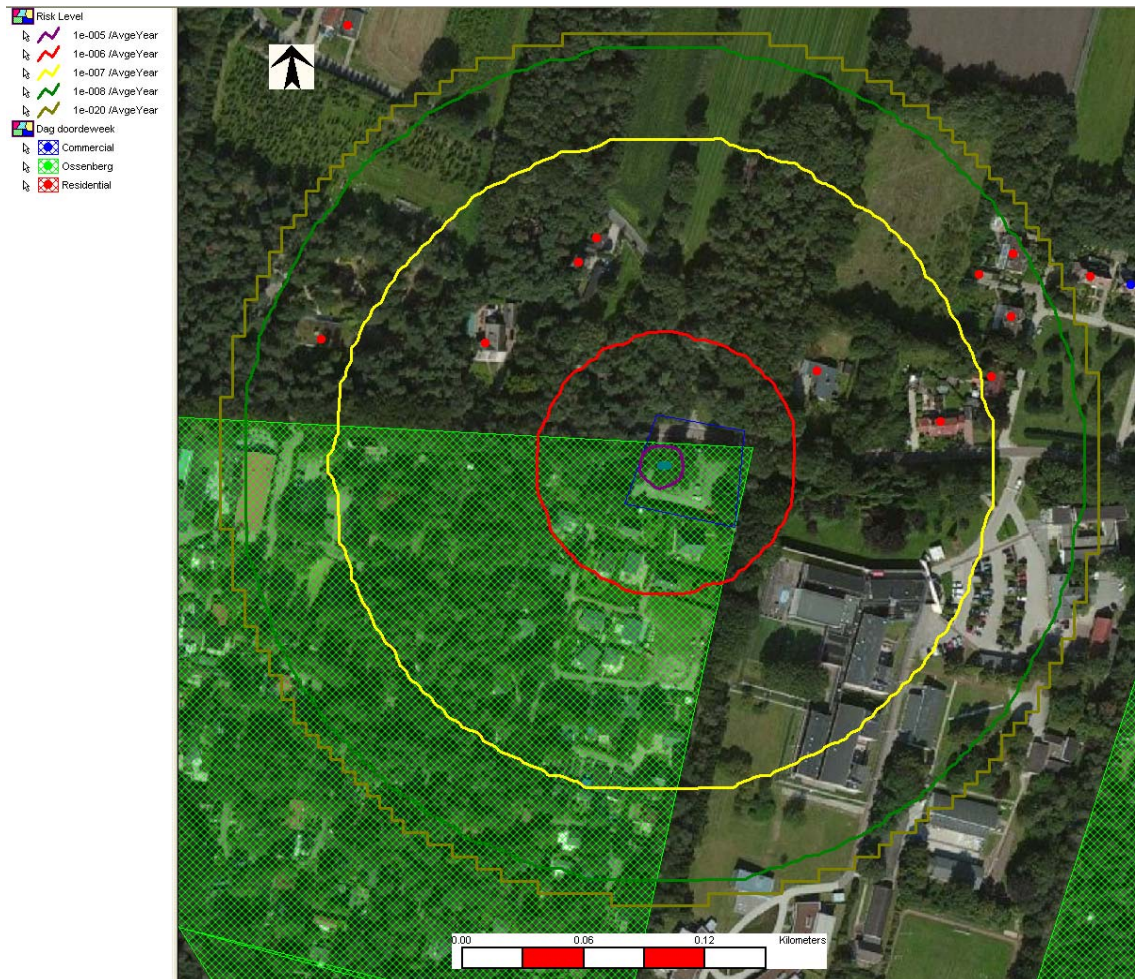 Risk Level
1e-005 /AvgeYear
1e-006 /AvgeYear
1e-007 /AvgeYear
1e-008 /AvgeYear
1e-020 /AvgeYear
Dag doordeweek
Commercial
Ossenberg
Residential
0.00 0.06 0.12 Kilometers